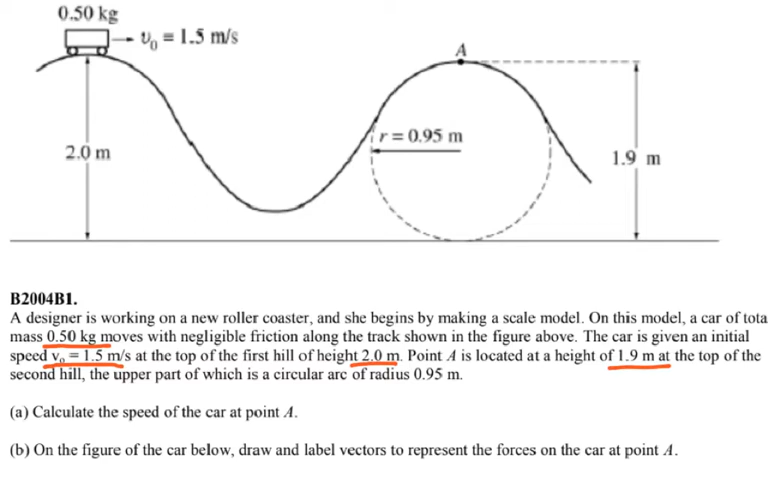 0.50 kg
v₀ = 1.5 m/s
A
r = 0.95 m
2.0 m
1.9 m
B2004B1.
A designer is working on a new roller coaster, and she begins by making a scale model. On this model, a car of tota
mass 0.50 kg moves with negligible friction along the track shown in the figure above. The car is given an initial
speed v₀ = 1.5 m/s at the top of the first hill of height 2.0 m. Point A is located at a height of 1.9 m at the top of the
second hill, the upper part of which is a circular arc of radius 0.95 m.
(a) Calculate the speed of the car at point A.
(b) On the figure of the car below, draw and label vectors to represent the forces on the car at point A.